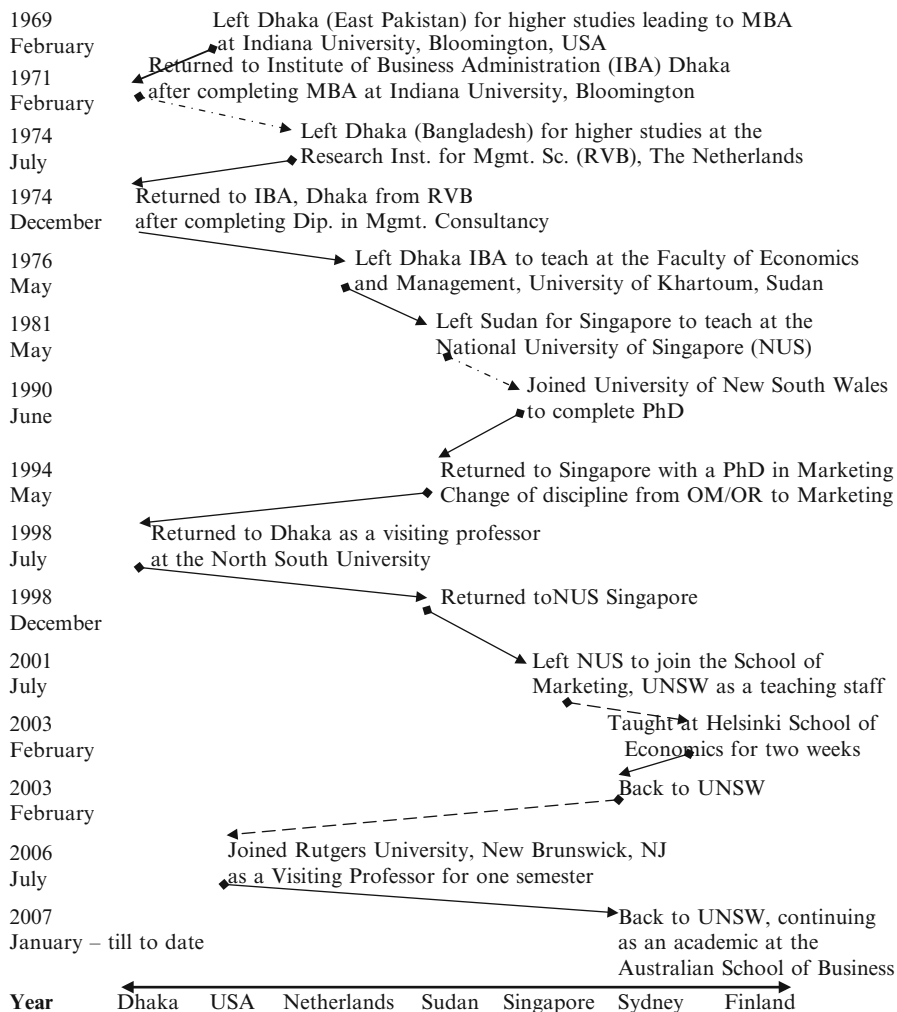 1969 Left Dhaka (East Pakistan) for higher studies leading to MBA
February at Indiana University, Bloomington, USA
1971 Returned to Institute of Business Administration (IBA) Dhaka
February after completing MBA at Indiana University, Bloomington
1974 Left Dhaka (Bangladesh) for higher studies at the
July Research Inst. for Mgmt. Sc. (RVB), The Netherlands
1974 Returned to IBA, Dhaka from RVB
December after completing Dip. in Mgmt. Consultancy
1976 Left Dhaka IBA to teach at the Faculty of Economics
May and Management, University of Khartoum, Sudan
1981 Left Sudan for Singapore to teach at the
May National University of Singapore (NUS)
1990 Joined University of New South Wales
June to complete PhD
1994 Returned to Singapore with a PhD in Marketing
May Change of discipline from OM/OR to Marketing
1998 Returned to Dhaka as a visiting professor
July at the North South University
1998 Returned toNUS Singapore
December
2001 Left NUS to join the School of
July Marketing, UNSW as a teaching staff
2003 Taught at Helsinki School of
February Economics for two weeks
2003 Back to UNSW
February
2006 Joined Rutgers University, New Brunswick, NJ
July as a Visiting Professor for one semester
2007 Back to UNSW, continuing
January – till to date as an academic at the
Australian School of Business
Year Dhaka USA Netherlands Sudan Singapore Sydney Finland